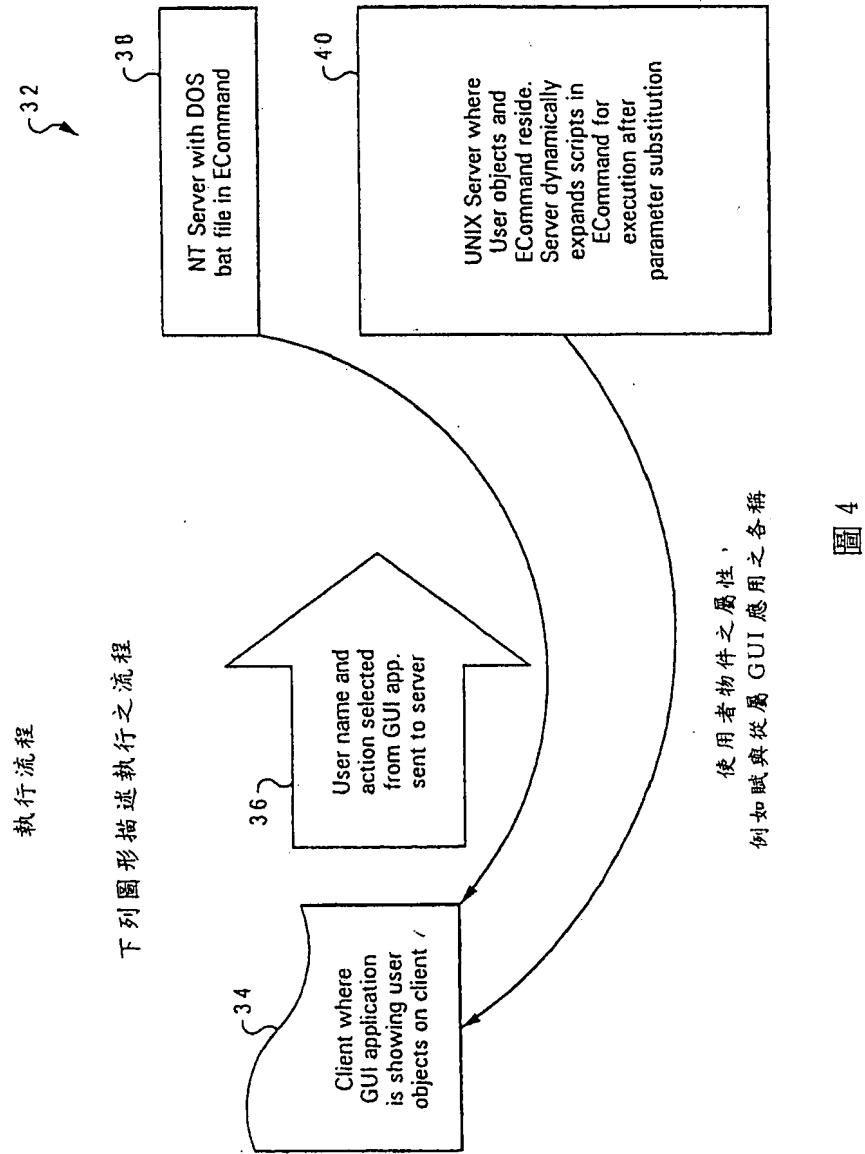 執行流程
下列圖形描述執行之流程
32
34
Client where
GUI application
is showing user
objects on client
36
User name and
action selected
from GUI app.
sent to server
38
NT Server with DOS
bat file in ECommand
40
UNIX Server where
User objects and
ECommand reside.
Server dynamically
expands scripts in
ECommand for
execution after
parameter substitution
使用者物件之屬性，
例如賦與從屬 GUI 應用之各稱
圖 4